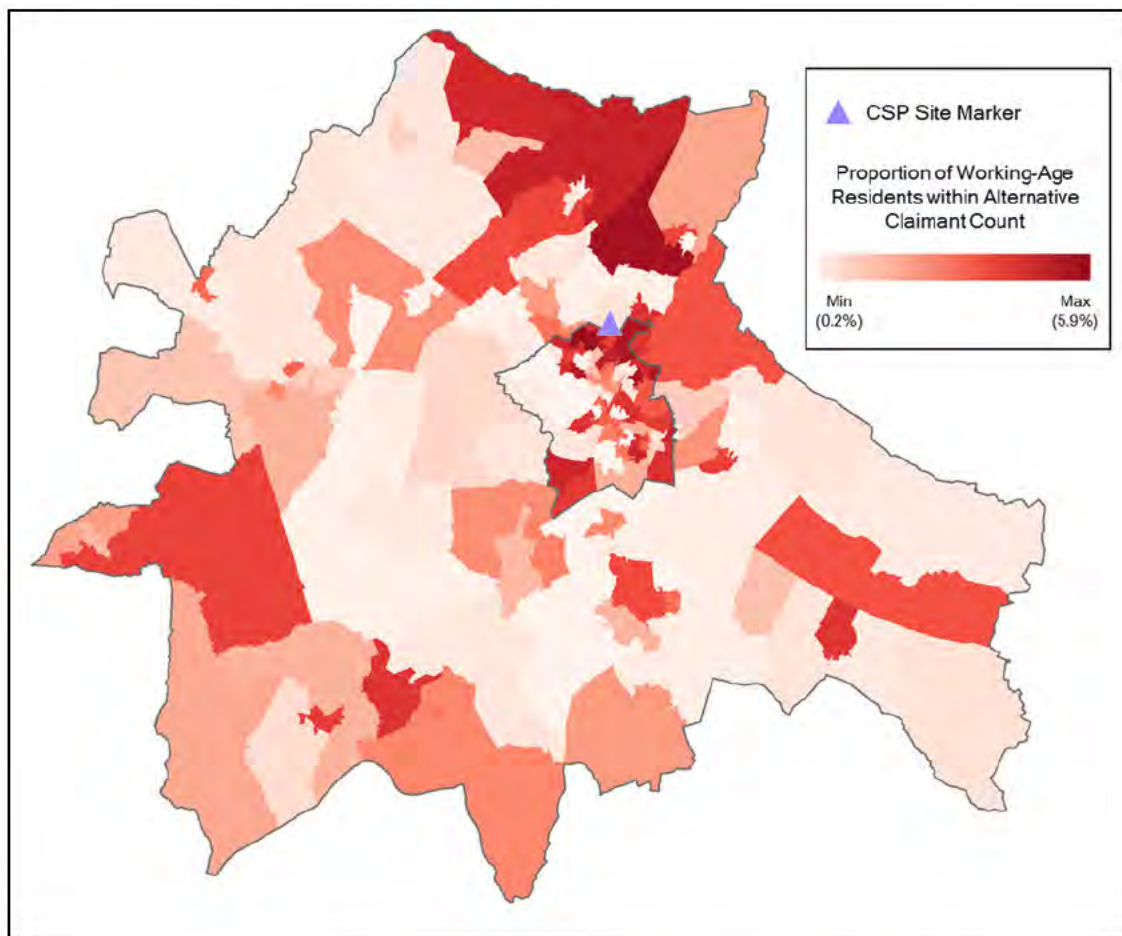 CSP Site Marker
Proportion of Working-Age
Residents within Alternative
Claimant Count
Min
(0.2%)
Max
(5.9%)